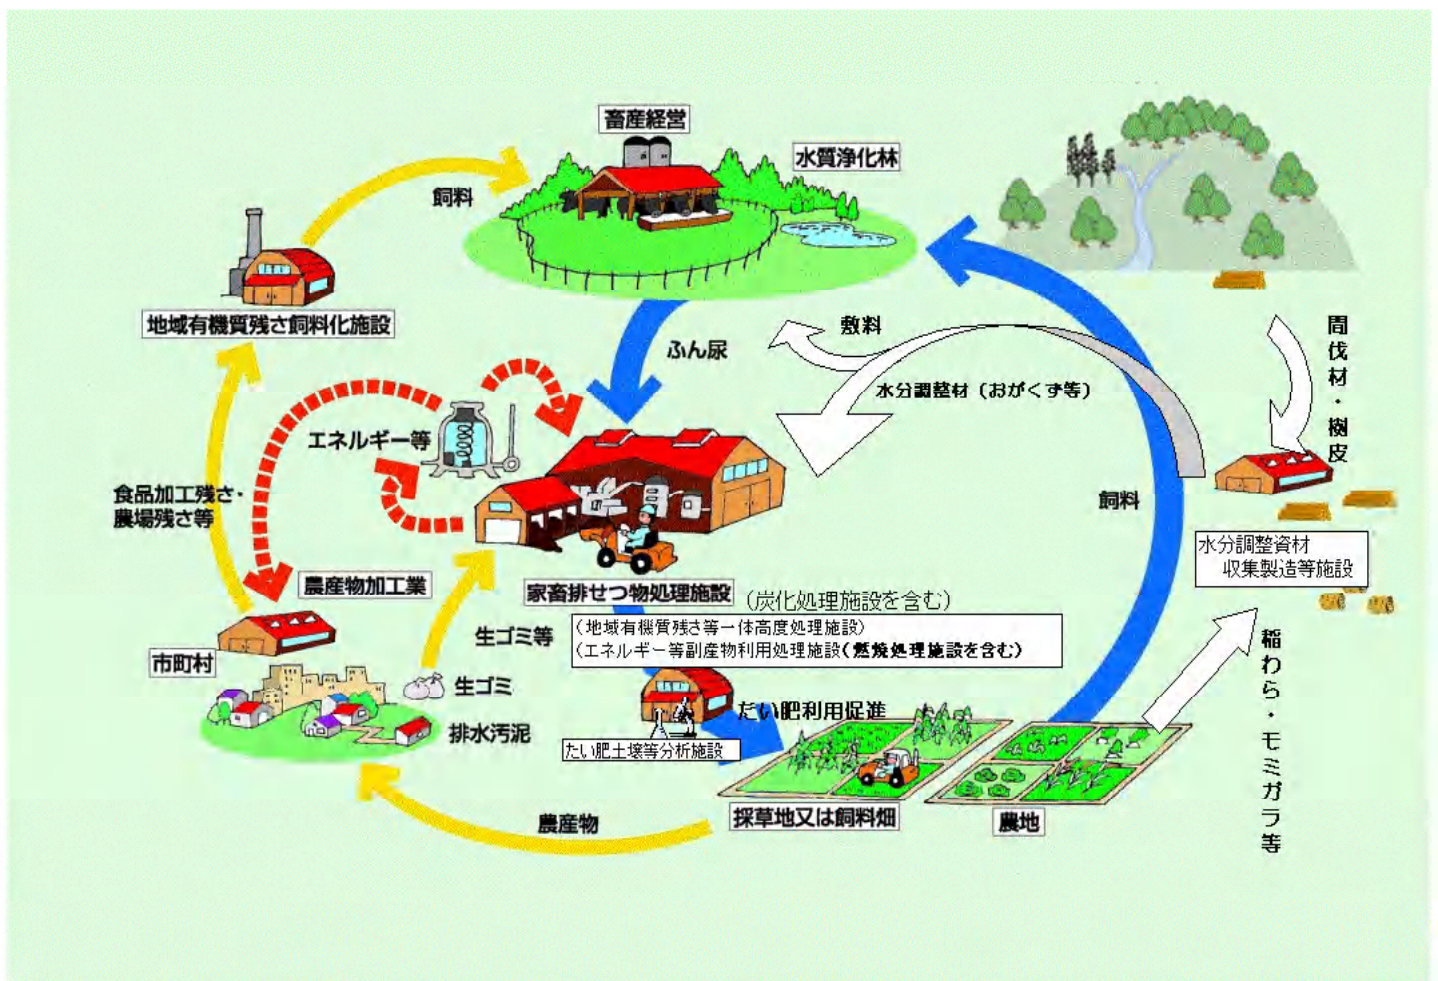 畜産経営
水質浄化林
飼料
地域有機質残さ飼料化施設
ふん尿
敷料
水分調整材（おがくず等）
間伐材・樹皮
エネルギー等
食品加工残さ・
農場残さ等
飼料
水分調整資材
収集製造等施設
農産物加工業
家畜排せつ物処理施設
（炭化処理施設を含む）
（地域有機質残さ等一体高度処理施設）
（エネルギー等副産物利用処理施設（燃焼処理施設を含む）
生ゴミ等
市町村
生ゴミ
排水汚泥
たい肥利用促進
たい肥土壌等分析施設
稲わら・モミガラ等
農産物
採草地又は飼料畑
農地